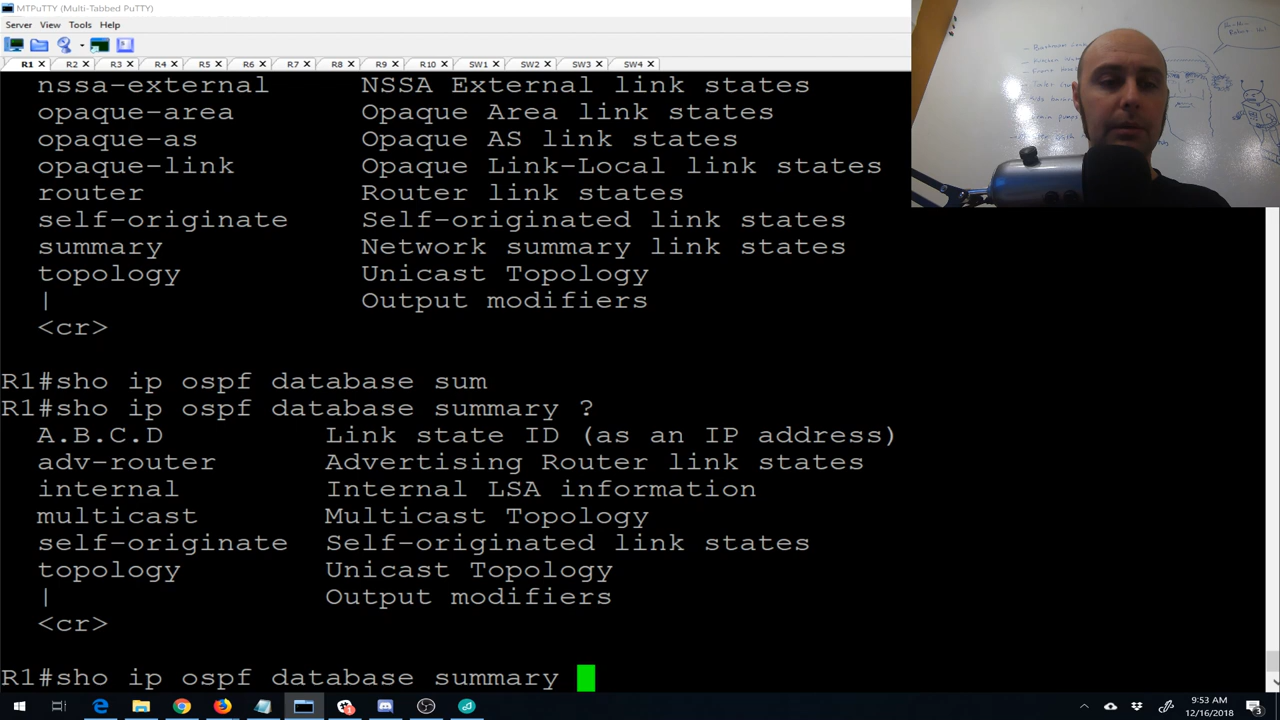 MTPuTTY (Multi-Tabbed PuTTY)
Server View Tools Help
R1 R2 R3 R4 R5 R6 R7 R8 R9 R10 SW1 SW2 SW3 SW4
nssa-external NSSA External link states
opaque-area Opaque Area link states
opaque-as Opaque AS link states
opaque-link Opaque Link-Local link states
router Router link states
self-originate Self-originated link states
summary Network summary link states
topology Unicast Topology
| Output modifiers
<cr>
R1#sho ip ospf database sum
R1#sho ip ospf database summary ?
A.B.C.D Link state ID (as an IP address)
adv-router Advertising Router link states
internal Internal LSA information
multicast Multicast Topology
self-originate Self-originated link states
topology Unicast Topology
| Output modifiers
<cr>
R1#sho ip ospf database summary
9:53 AM
12/16/2018
3